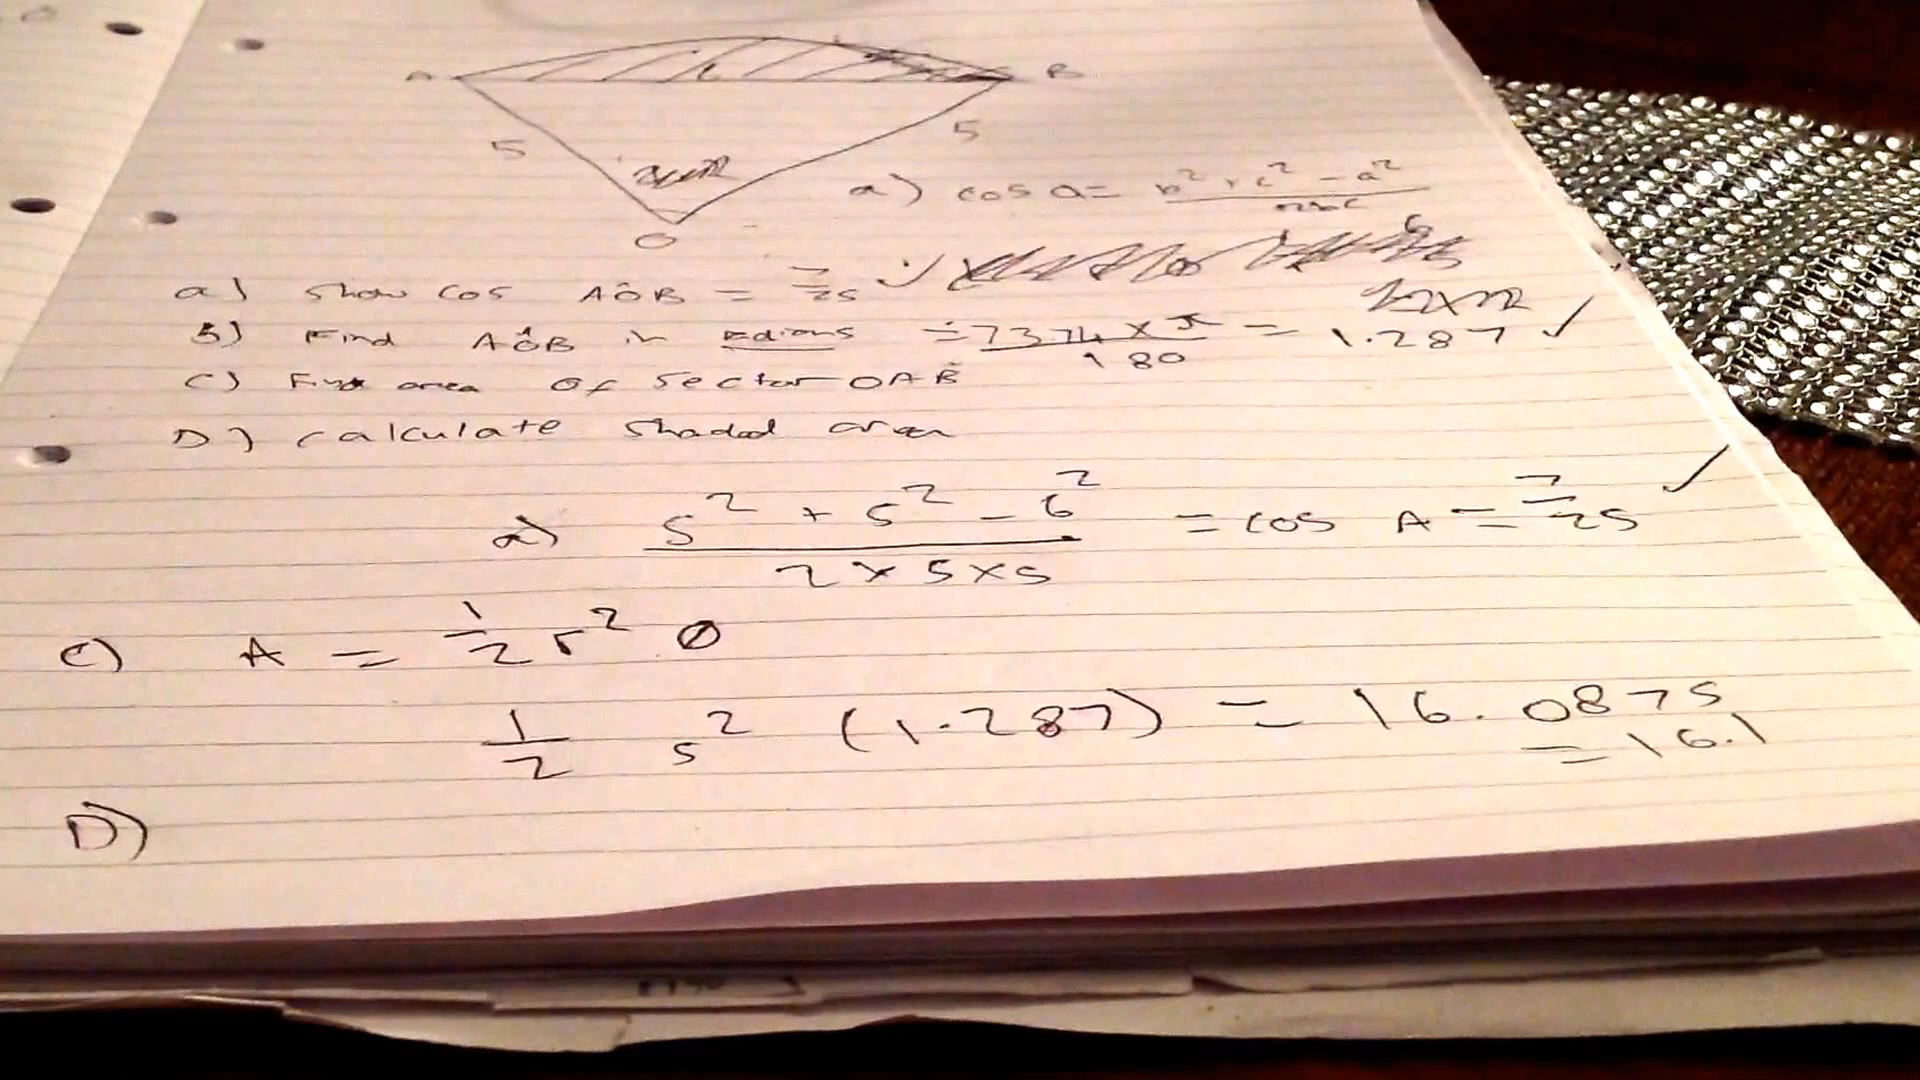 A B
5 5
O
a) cos a = b² + c² - a² / 2bc
a) show cos AÔB = 7/25 ✓
B) Find AÔB in radians = 73.74 × π / 180 = 1.287 ✓
C) Find area of sector OAB
D) calculate shaded area
a) 5² + 5² - 6² / 2 × 5 × 5 = cos A = 7/25 ✓
C) A = 1/2 r² θ
1/2 5² (1.287) = 16.0875
= 16.1
D)